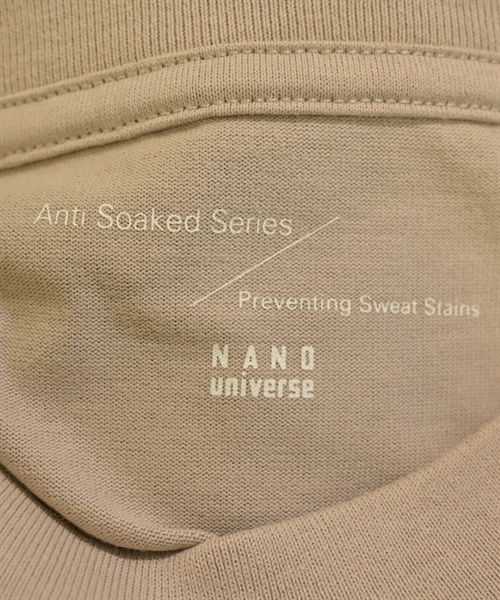 Anti Soaked Series
Preventing Sweat Stains
NANO
universe